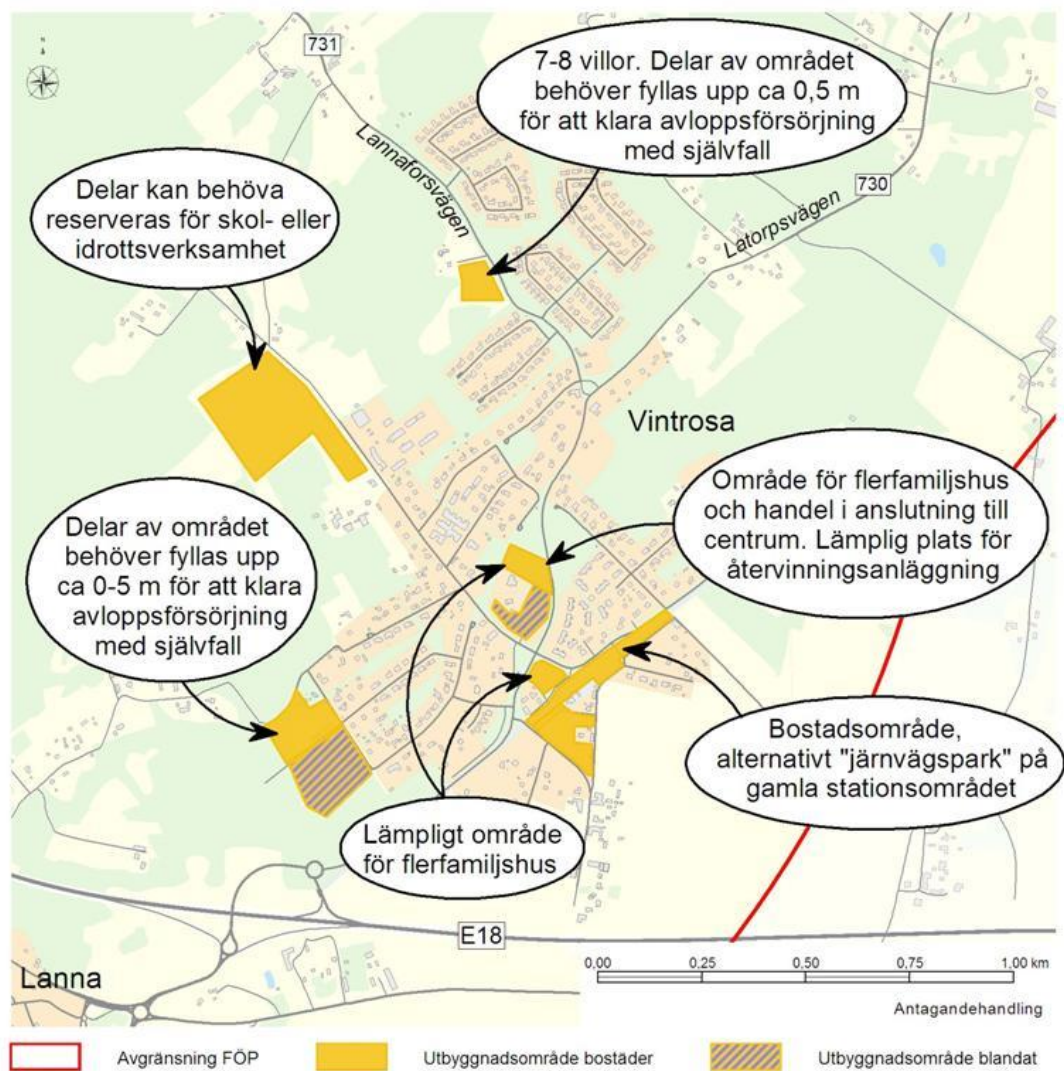 731
7-8 villor. Delar av området
behöver fyllas upp ca 0,5 m
för att klara avloppsförsörjning
med självfall
Lannaforsvägen
730
Latorpsvägen
Delar kan behöva
reserveras för skol- eller
idrottsverksamhet
Vintrosa
Område för flerfamiljshus
och handel i anslutning till
centrum. Lämplig plats för
återvinningsanläggning
Delar av området
behöver fyllas upp
ca 0-5 m för att klara
avloppsförsörjning
med självfall
Bostadsområde,
alternativt "järnvägspark" på
gamla stationsområdet
Lämpligt område
för flerfamiljshus
E18
Lanna
0,00 0,25 0,50 0,75 1,00 km
Antagandehandling
Avgränsning FÖP
Utbyggnadsområde bostäder
Utbyggnadsområde blandat